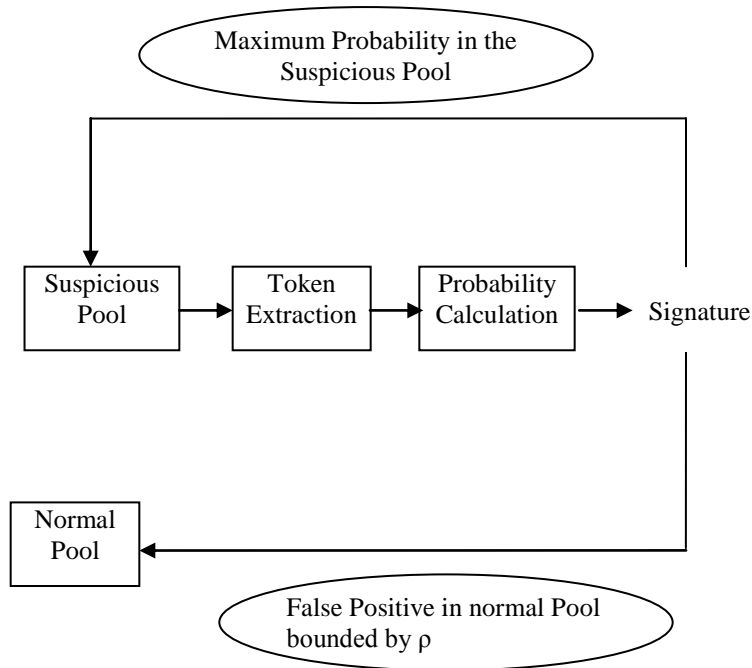 Maximum Probability in the
Suspicious Pool
Suspicious
Pool
Token
Extraction
Probability
Calculation
Signature
Normal
Pool
False Positive in normal Pool
bounded by ρ